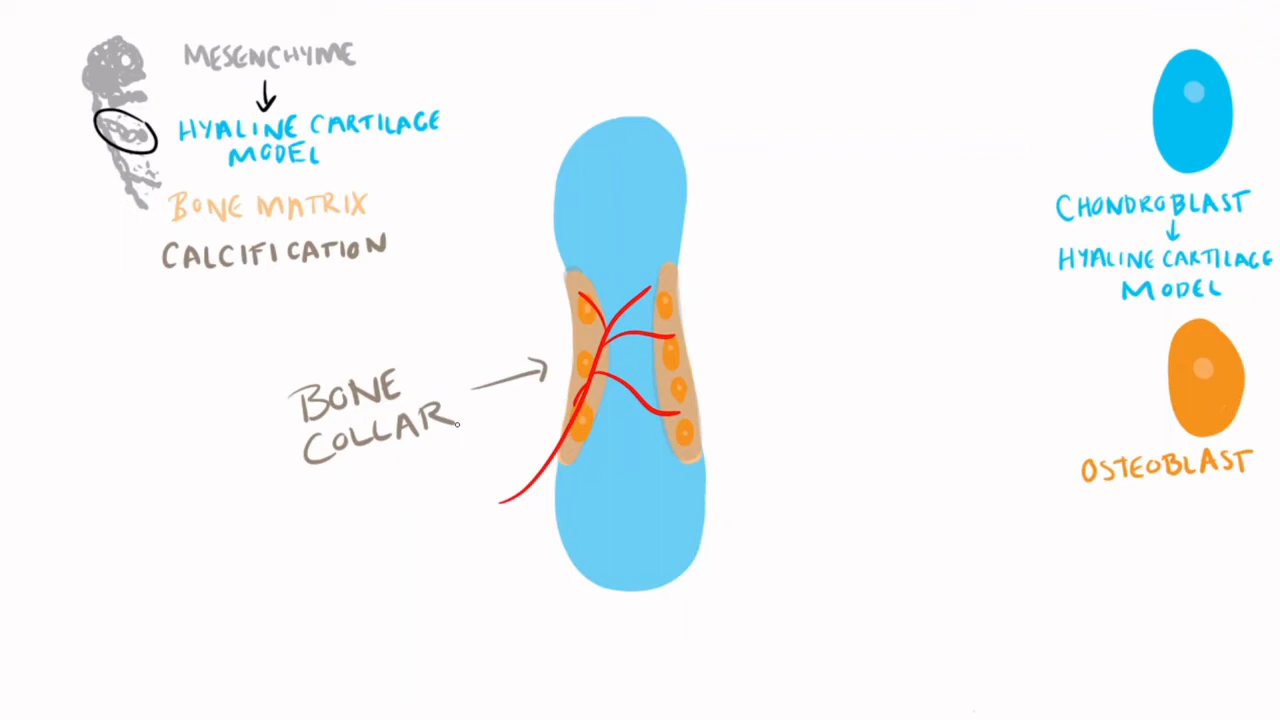 MESENCHYME
HYALINE CARTILAGE
MODEL
BONE MATRIX
CALCIFICATION
BONE
COLLAR
CHONDROBLAST
HYALINE CARTILAGE
MODEL
OSTEOBLAST